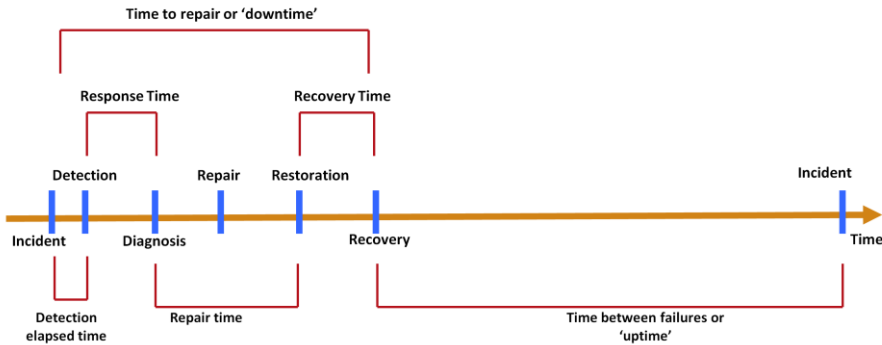 Time to repair or ‘downtime’
Response Time
Recovery Time
Detection
Repair
Restoration
Incident
Incident
Diagnosis
Recovery
Time
Detection
elapsed time
Repair time
Time between failures or
‘uptime’